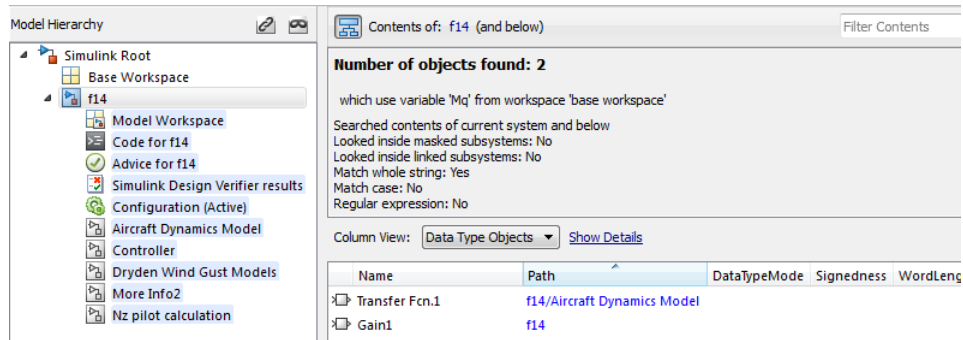 Model Hierarchy
Simulink Root
Base Workspace
f14
Model Workspace
Code for f14
Advice for f14
Simulink Design Verifier results
Configuration (Active)
Aircraft Dynamics Model
Controller
Dryden Wind Gust Models
More Info2
Nz pilot calculation
Contents of: f14 (and below)
Filter Contents
Number of objects found: 2
which use variable 'Mq' from workspace 'base workspace'
Searched contents of current system and below
Looked inside masked subsystems: No
Looked inside linked subsystems: No
Match whole string: Yes
Match case: No
Regular expression: No
Column View: Data Type Objects Show Details
Name Path DataTypeMode Signedness WordLeng
Transfer Fcn.1 f14/Aircraft Dynamics Model
Gain1 f14